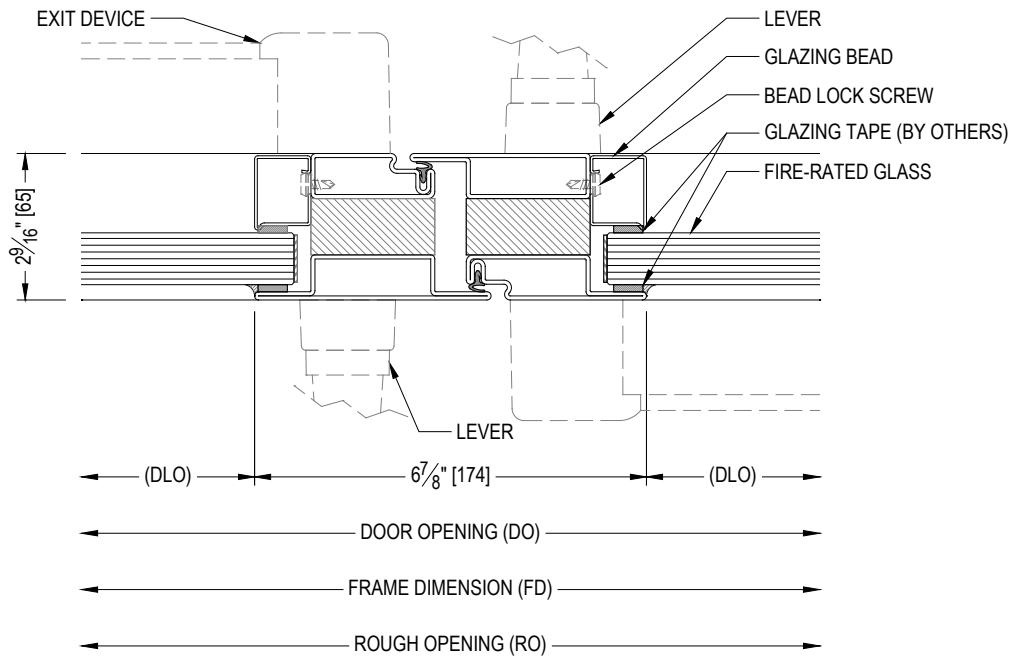 EXIT DEVICE
LEVER
GLAZING BEAD
BEAD LOCK SCREW
GLAZING TAPE (BY OTHERS)
FIRE-RATED GLASS
2 9/16" [65]
LEVER
(DLO)
6 7/8" [174]
(DLO)
DOOR OPENING (DO)
FRAME DIMENSION (FD)
ROUGH OPENING (RO)